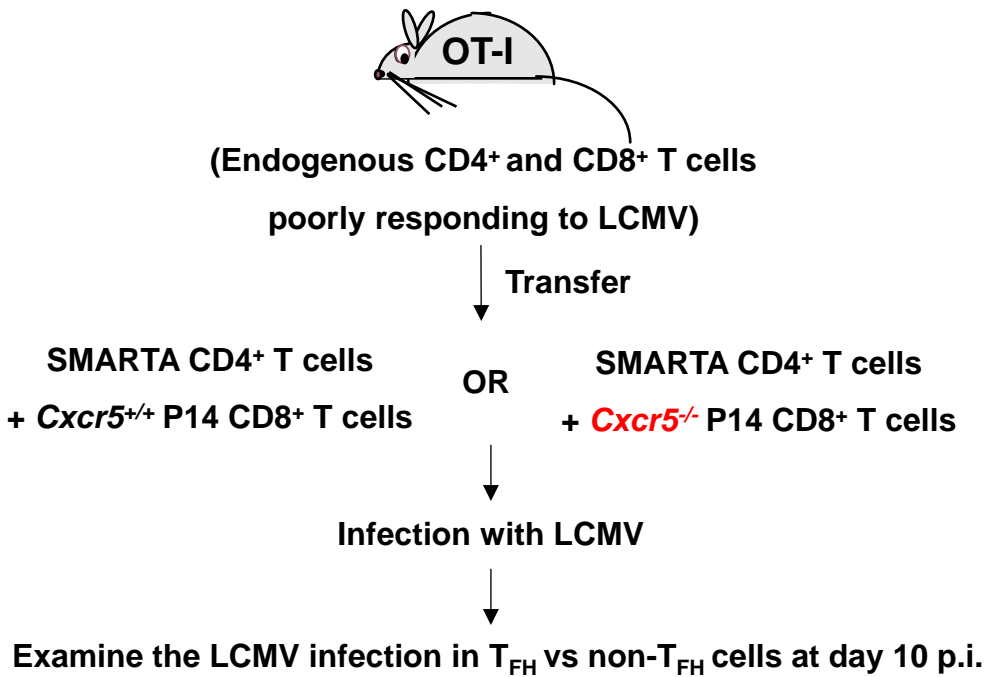 OT-I
(Endogenous CD4⁺ and CD8⁺ T cells
poorly responding to LCMV)
Transfer
SMARTA CD4⁺ T cells
+ Cxcr5⁺/⁺ P14 CD8⁺ T cells
OR
SMARTA CD4⁺ T cells
+ Cxcr5⁻/⁻ P14 CD8⁺ T cells
Infection with LCMV
Examine the LCMV infection in T_FH vs non-T_FH cells at day 10 p.i.